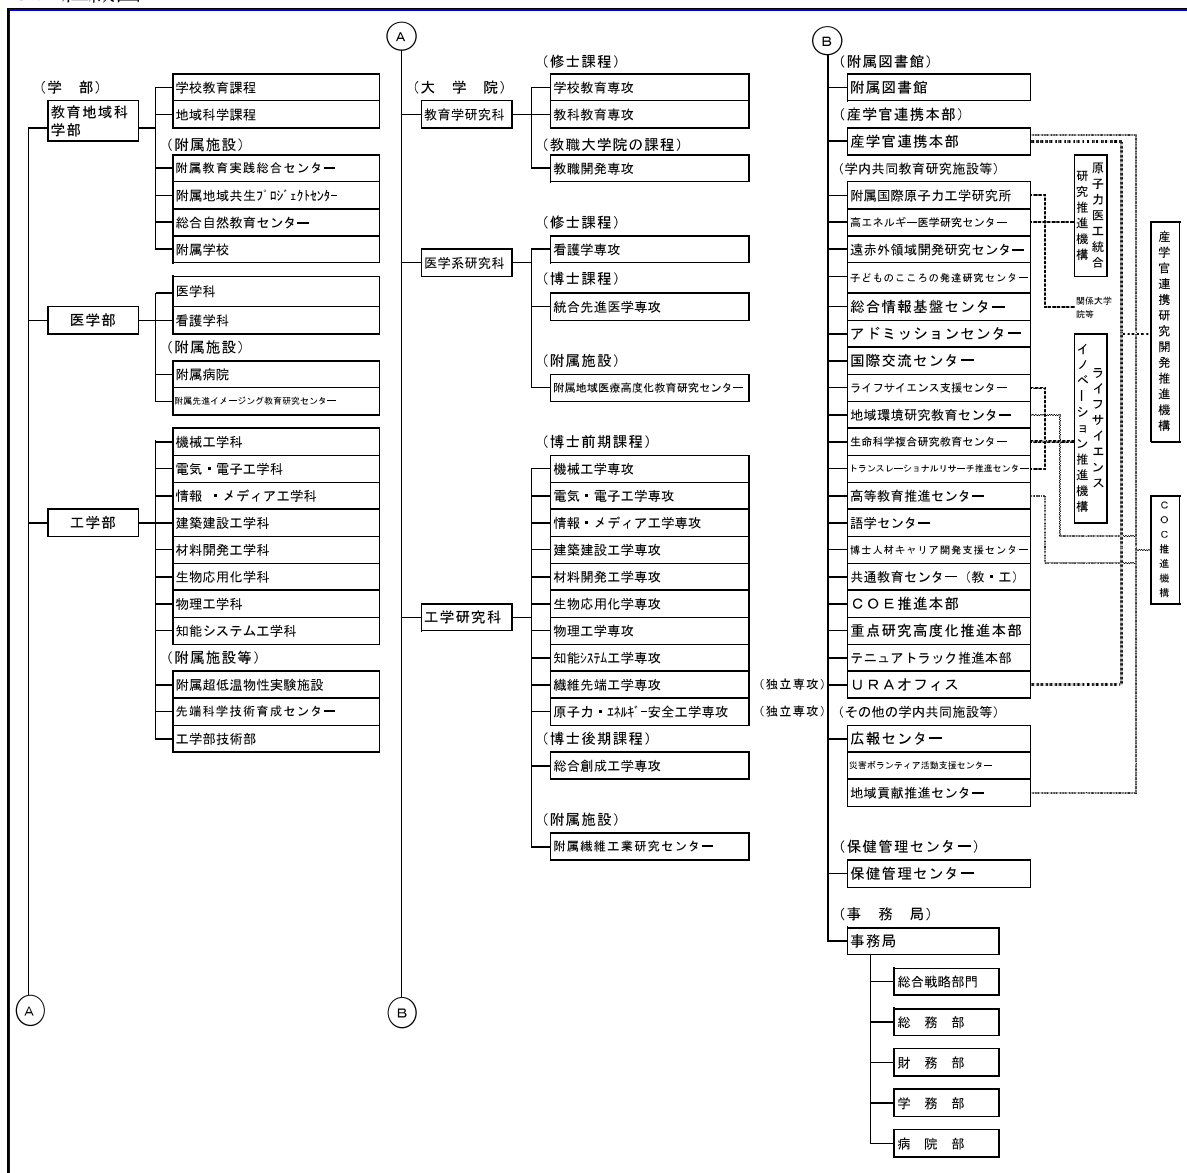 A
（学　部）
教育地域科
学部
学校教育課程
地域科学課程
（附属施設）
附属教育実践総合センター
附属地域共生ﾌﾟﾛｼﾞｪｸﾄｾﾝﾀｰ
総合自然教育センター
附属学校
医学部
医学科
看護学科
（附属施設）
附属病院
附属先進イメージング教育研究センター
工学部
機械工学科
電気・電子工学科
情報・メディア工学科
建築建設工学科
材料開発工学科
生物応用化学科
物理工学科
知能システム工学科
（附属施設等）
附属超低温物性実験施設
先端科学技術育成センター
工学部技術部
A
（大　学　院）
教育学研究科
（修士課程）
学校教育専攻
教科教育専攻
（教職大学院の課程）
教職開発専攻
医学系研究科
（修士課程）
看護学専攻
（博士課程）
統合先進医学専攻
（附属施設）
附属地域医療高度化教育研究センター
工学研究科
（博士前期課程）
機械工学専攻
電気・電子工学専攻
情報・メディア工学専攻
建築建設工学専攻
材料開発工学専攻
生物応用化学専攻
物理工学専攻
知能ｼｽﾃﾑ工学専攻
繊維先端工学専攻
（独立専攻）
原子力・ｴﾈﾙｷﾞｰ安全工学専攻
（独立専攻）
（博士後期課程）
総合創成工学専攻
（附属施設）
附属繊維工業研究センター
B
B
（附属図書館）
附属図書館
（産学官連携本部）
産学官連携本部
（学内共同教育研究施設等）
附属国際原子力工学研究所
高エネルギー医学研究センター
遠赤外領域開発研究センター
子どものこころの発達研究センター
総合情報基盤センター
アドミッションセンター
国際交流センター
ライフサイエンス支援センター
地域環境研究教育センター
生命科学複合研究教育センター
トランスレーショナルリサーチ推進センター
高等教育推進センター
語学センター
博士人材キャリア開発支援センター
共通教育センター（教・工）
ＣＯＥ推進本部
重点研究高度化推進本部
テニュアトラック推進本部
ＵＲＡオフィス
（その他の学内共同施設等）
広報センター
災害ボランティア活動支援センター
地域貢献推進センター
（保健管理センター）
保健管理センター
（事　務　局）
事務局
総合戦略部門
総　務　部
財　務　部
学　務　部
病　院　部
原子力医工統合
研究推進機構
関係大学
院等
ライフサイエンス
イノベーション推進機構
産学官連携研究開発推進機構
ＣＯＣ推進機構